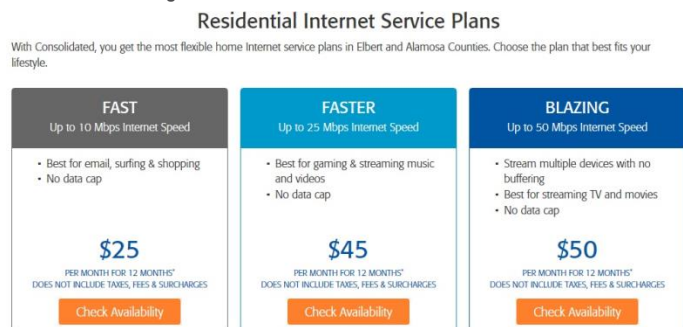 Residential Internet Service Plans
With Consolidated, you get the most flexible home Internet service plans in Elbert and Alamosa Counties. Choose the plan that best fits your
lifestyle.
FAST
Up to 10 Mbps Internet Speed
• Best for email, surfing & shopping
• No data cap
$25
PER MONTH FOR 12 MONTHS*
DOES NOT INCLUDE TAXES, FEES & SURCHARGES
Check Availability
FASTER
Up to 25 Mbps Internet Speed
• Best for gaming & streaming music
and videos
• No data cap
$45
PER MONTH FOR 12 MONTHS*
DOES NOT INCLUDE TAXES, FEES & SURCHARGES
Check Availability
BLAZING
Up to 50 Mbps Internet Speed
• Stream multiple devices with no
buffering
• Best for streaming TV and movies
• No data cap
$50
PER MONTH FOR 12 MONTHS*
DOES NOT INCLUDE TAXES, FEES & SURCHARGES
Check Availability